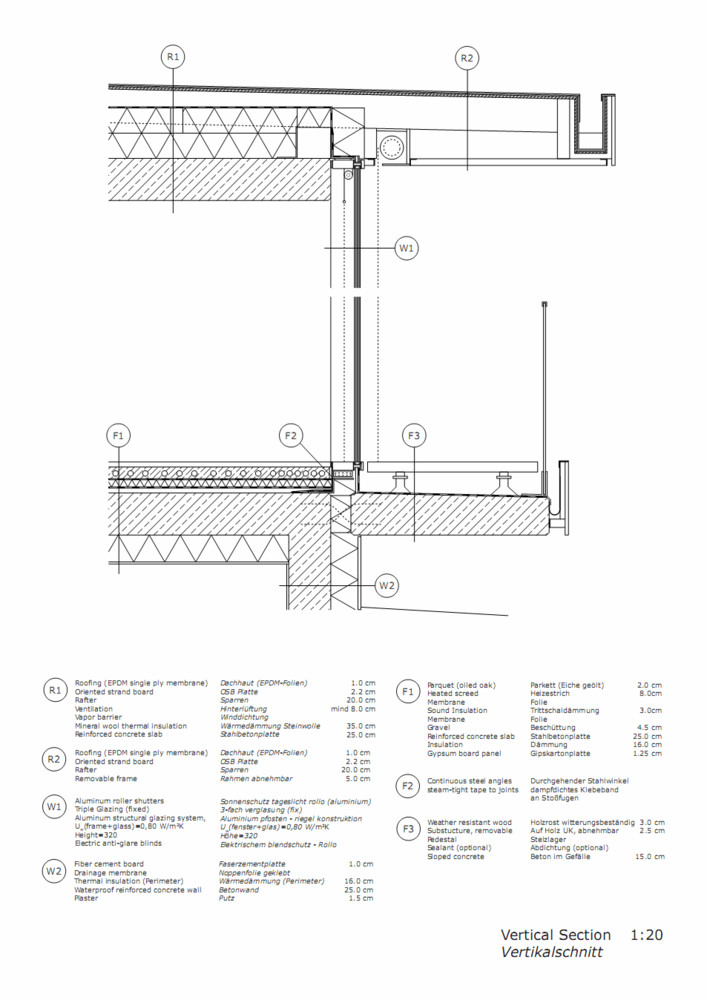 R1
R2
W1
F1
F2
F3
W2
R1
Roofing (EPDM single ply membrane) Dachhaut (EPDM-Folien) 1.0 cm
Oriented strand board OSB Platte 2.2 cm
Rafter Sparren 20.0 cm
Ventilation Hinterlüftung mind 8.0 cm
Vapor barrier Winddichtung
Mineral wool thermal insulation Wärmedämmung Steinwolle 35.0 cm
Reinforced concrete slab Stahlbetonplatte 25.0 cm
R2
Roofing (EPDM single ply membrane) Dachhaut (EPDM-Folien) 1.0 cm
Oriented strand board OSB Platte 2.2 cm
Rafter Sparren 20.0 cm
Removable frame Rahmen abnehmbar 5.0 cm
W1
Aluminum roller shutters Sonnenschutz tageslicht rollo (aluminium)
Triple Glazing (fixed) 3-fach verglasung (fix)
Aluminum structural glazing system, Aluminium pfosten - riegel konstruktion
U (frame+glass)=0,80 W/m²K U (fenster+glas)=0,80 W/m²K
Height=320 Höhe=320
Electric anti-glare blinds Elektrischem blendschutz - Rollo
W2
Fiber cement board Faserzementplatte 1.0 cm
Drainage membrane Noppenfolie geklebt
Thermal insulation (Perimeter) Wärmedämmung (Perimeter) 16.0 cm
Waterproof reinforced concrete wall Betonwand 25.0 cm
Plaster Putz 1.5 cm
F1
Parquet (oiled oak) Parkett (Eiche geölt) 2.0 cm
Heated screed Heizestrich 8.0cm
Membrane Folie
Sound Insulation Trittschaldämmung 3.0cm
Membrane Folie
Gravel Beschüttung 4.5 cm
Reinforced concrete slab Stahlbetonplatte 25.0 cm
Insulation Dämmung 16.0 cm
Gypsum board panel Gipskartonplatte 1.25 cm
F2
Continuous steel angles Durchgehender Stahlwinkel
steam-tight tape to joints dampfdichtes Klebeband
an Stoßfugen
F3
Weather resistant wood Holzrost witterungsbeständig 3.0 cm
Substucture, removable Auf Holz UK, abnehmbar 2.5 cm
Pedestal Stelzlager
Sealant (optional) Abdichtung (optional)
Sloped concrete Beton im Gefälle 15.0 cm
Vertical Section 1:20
Vertikalschnitt